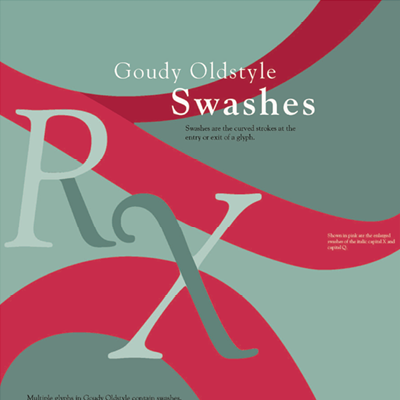 Goudy Oldstyle
Swashes
Swashes are the curved strokes at the
entry or exit of a glyph.
R X
Shown in pink are the enlarged
swashes of the italic capital X and
capital Q.
Multiple glyphs in Goudy Oldstyle contain swashes.